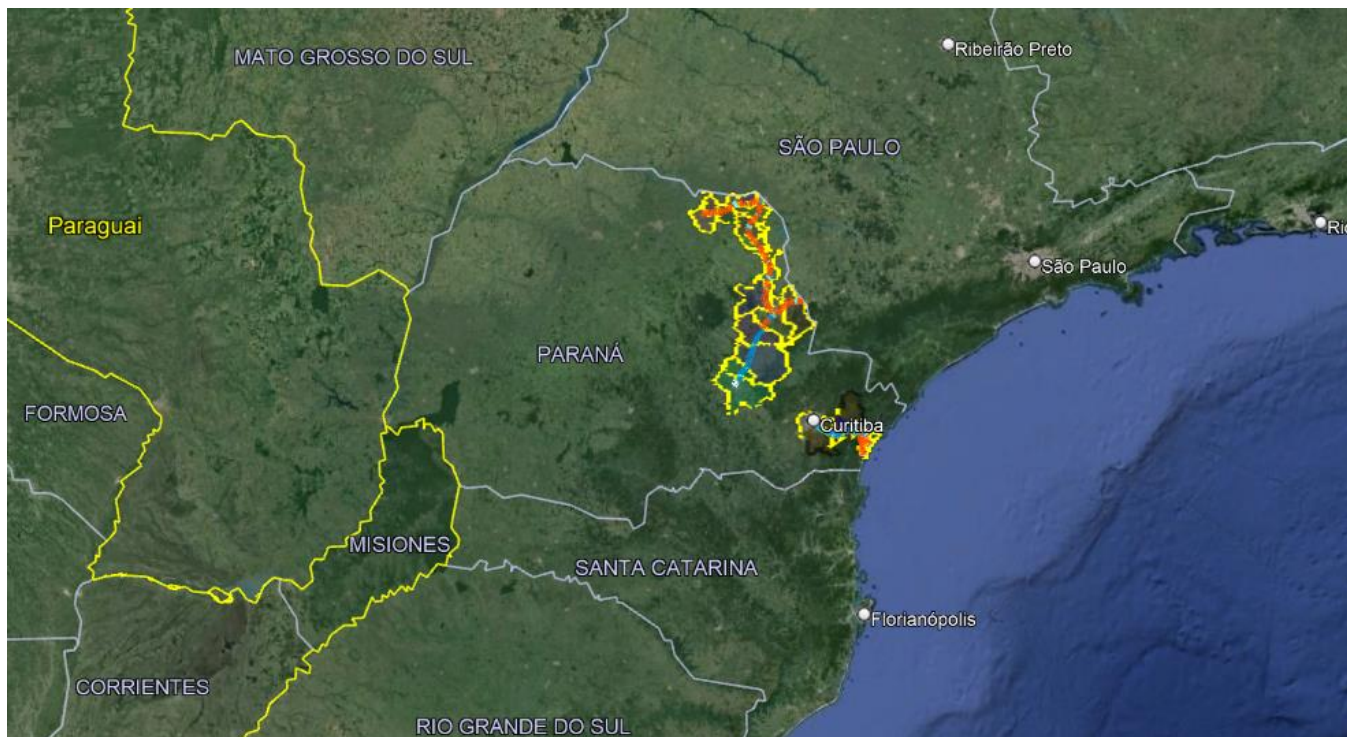 Ribeirão Preto
MATO GROSSO DO SUL
SÃO PAULO
Paraguai
Rio
São Paulo
PARANÁ
FORMOSA
Curitiba
MISIONES
SANTA CATARINA
Florianópolis
CORRIENTES
RIO GRANDE DO SUL